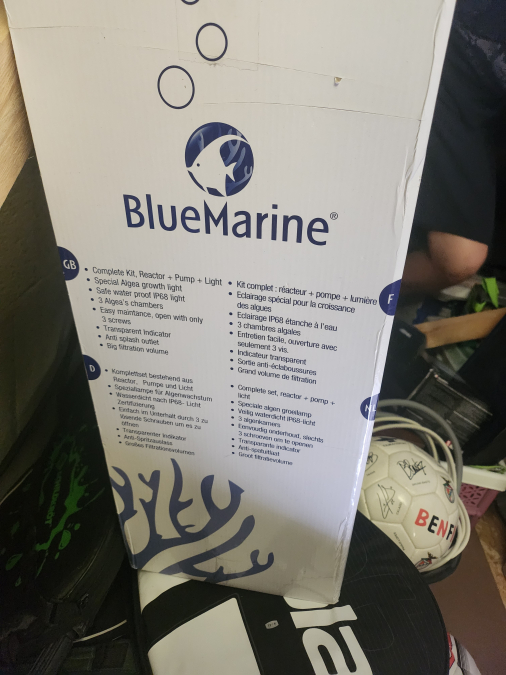 BlueMarine®
GB
• Complete Kit, Reactor + Pump + Light
• Special Algea growth light
• Safe water proof IP68 light
• 3 Algea's chambers
• Easy maintance, open with only
3 screws
• Transparent Indicator
• Anti splash outlet
• Big filtration volume
F
• Kit complet : réacteur + pompe + lumière
• Eclairage spécial pour la croissance
des algues
• Eclairage IP68 étanche à l'eau
• 3 chambres algales
• Entretien facile, ouverture avec
seulement 3 vis.
• Indicateur transparent
• Sortie anti-éclaboussures
• Grand volume de filtration
D
• Komplettset bestehend aus
Reactor, Pumpe und Licht
• Speziallampe für Algenwachstum
• Wasserdicht nach IP68- Licht
Zertifizierung
• Einfach im Unterhalt durch 3 zu
lösende Schrauben um es zu
öffnen
• Transparenter Indikator
• Anti-Spritzauslass
• Großes Filtrationsvolumen
• Complete set, reactor + pomp +
licht
• Speciale algen groeilamp
• Veilig waterdicht IP68-licht
• 3 algenkamers
• Eenvoudig onderhoud, slechts
3 schroeven om te openen
• Transparante indicator
• Anti-spatuitlaat
• Groot filtratievolume
BENF